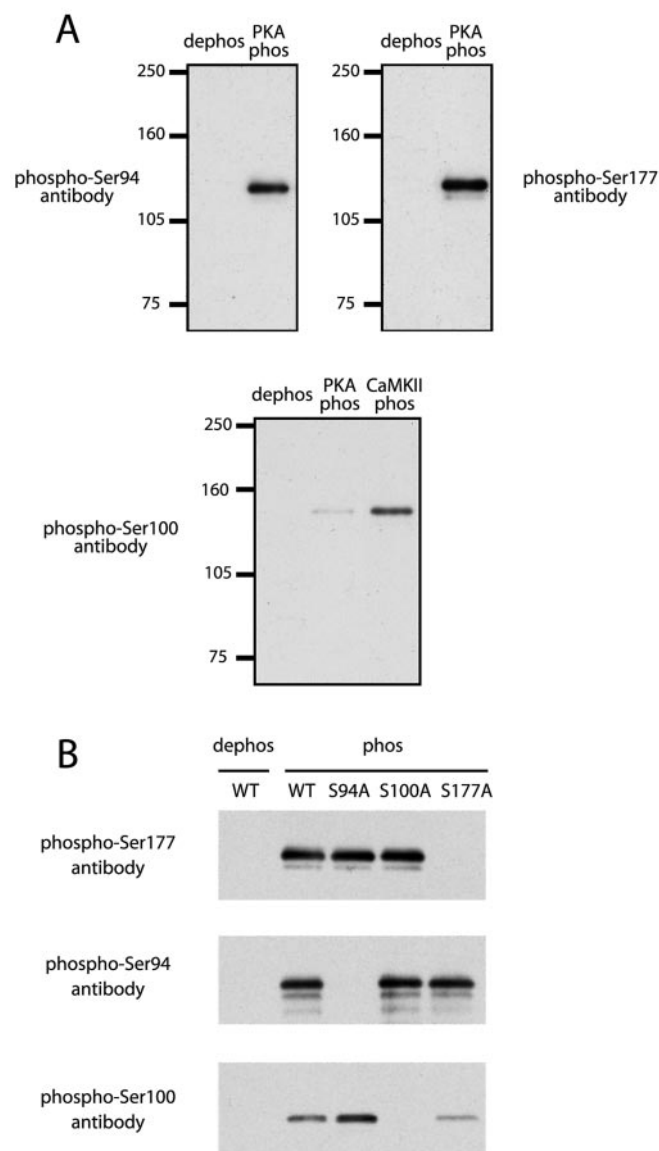 A
dephos PKA phos
dephos PKA phos
250
160
105
75
phospho-Ser94 antibody
250
160
105
75
phospho-Ser177 antibody
dephos PKA phos CaMKII phos
250
160
105
75
phospho-Ser100 antibody
B
dephos phos
WT WT S94A S100A S177A
phospho-Ser177
antibody
phospho-Ser94
antibody
phospho-Ser100
antibody